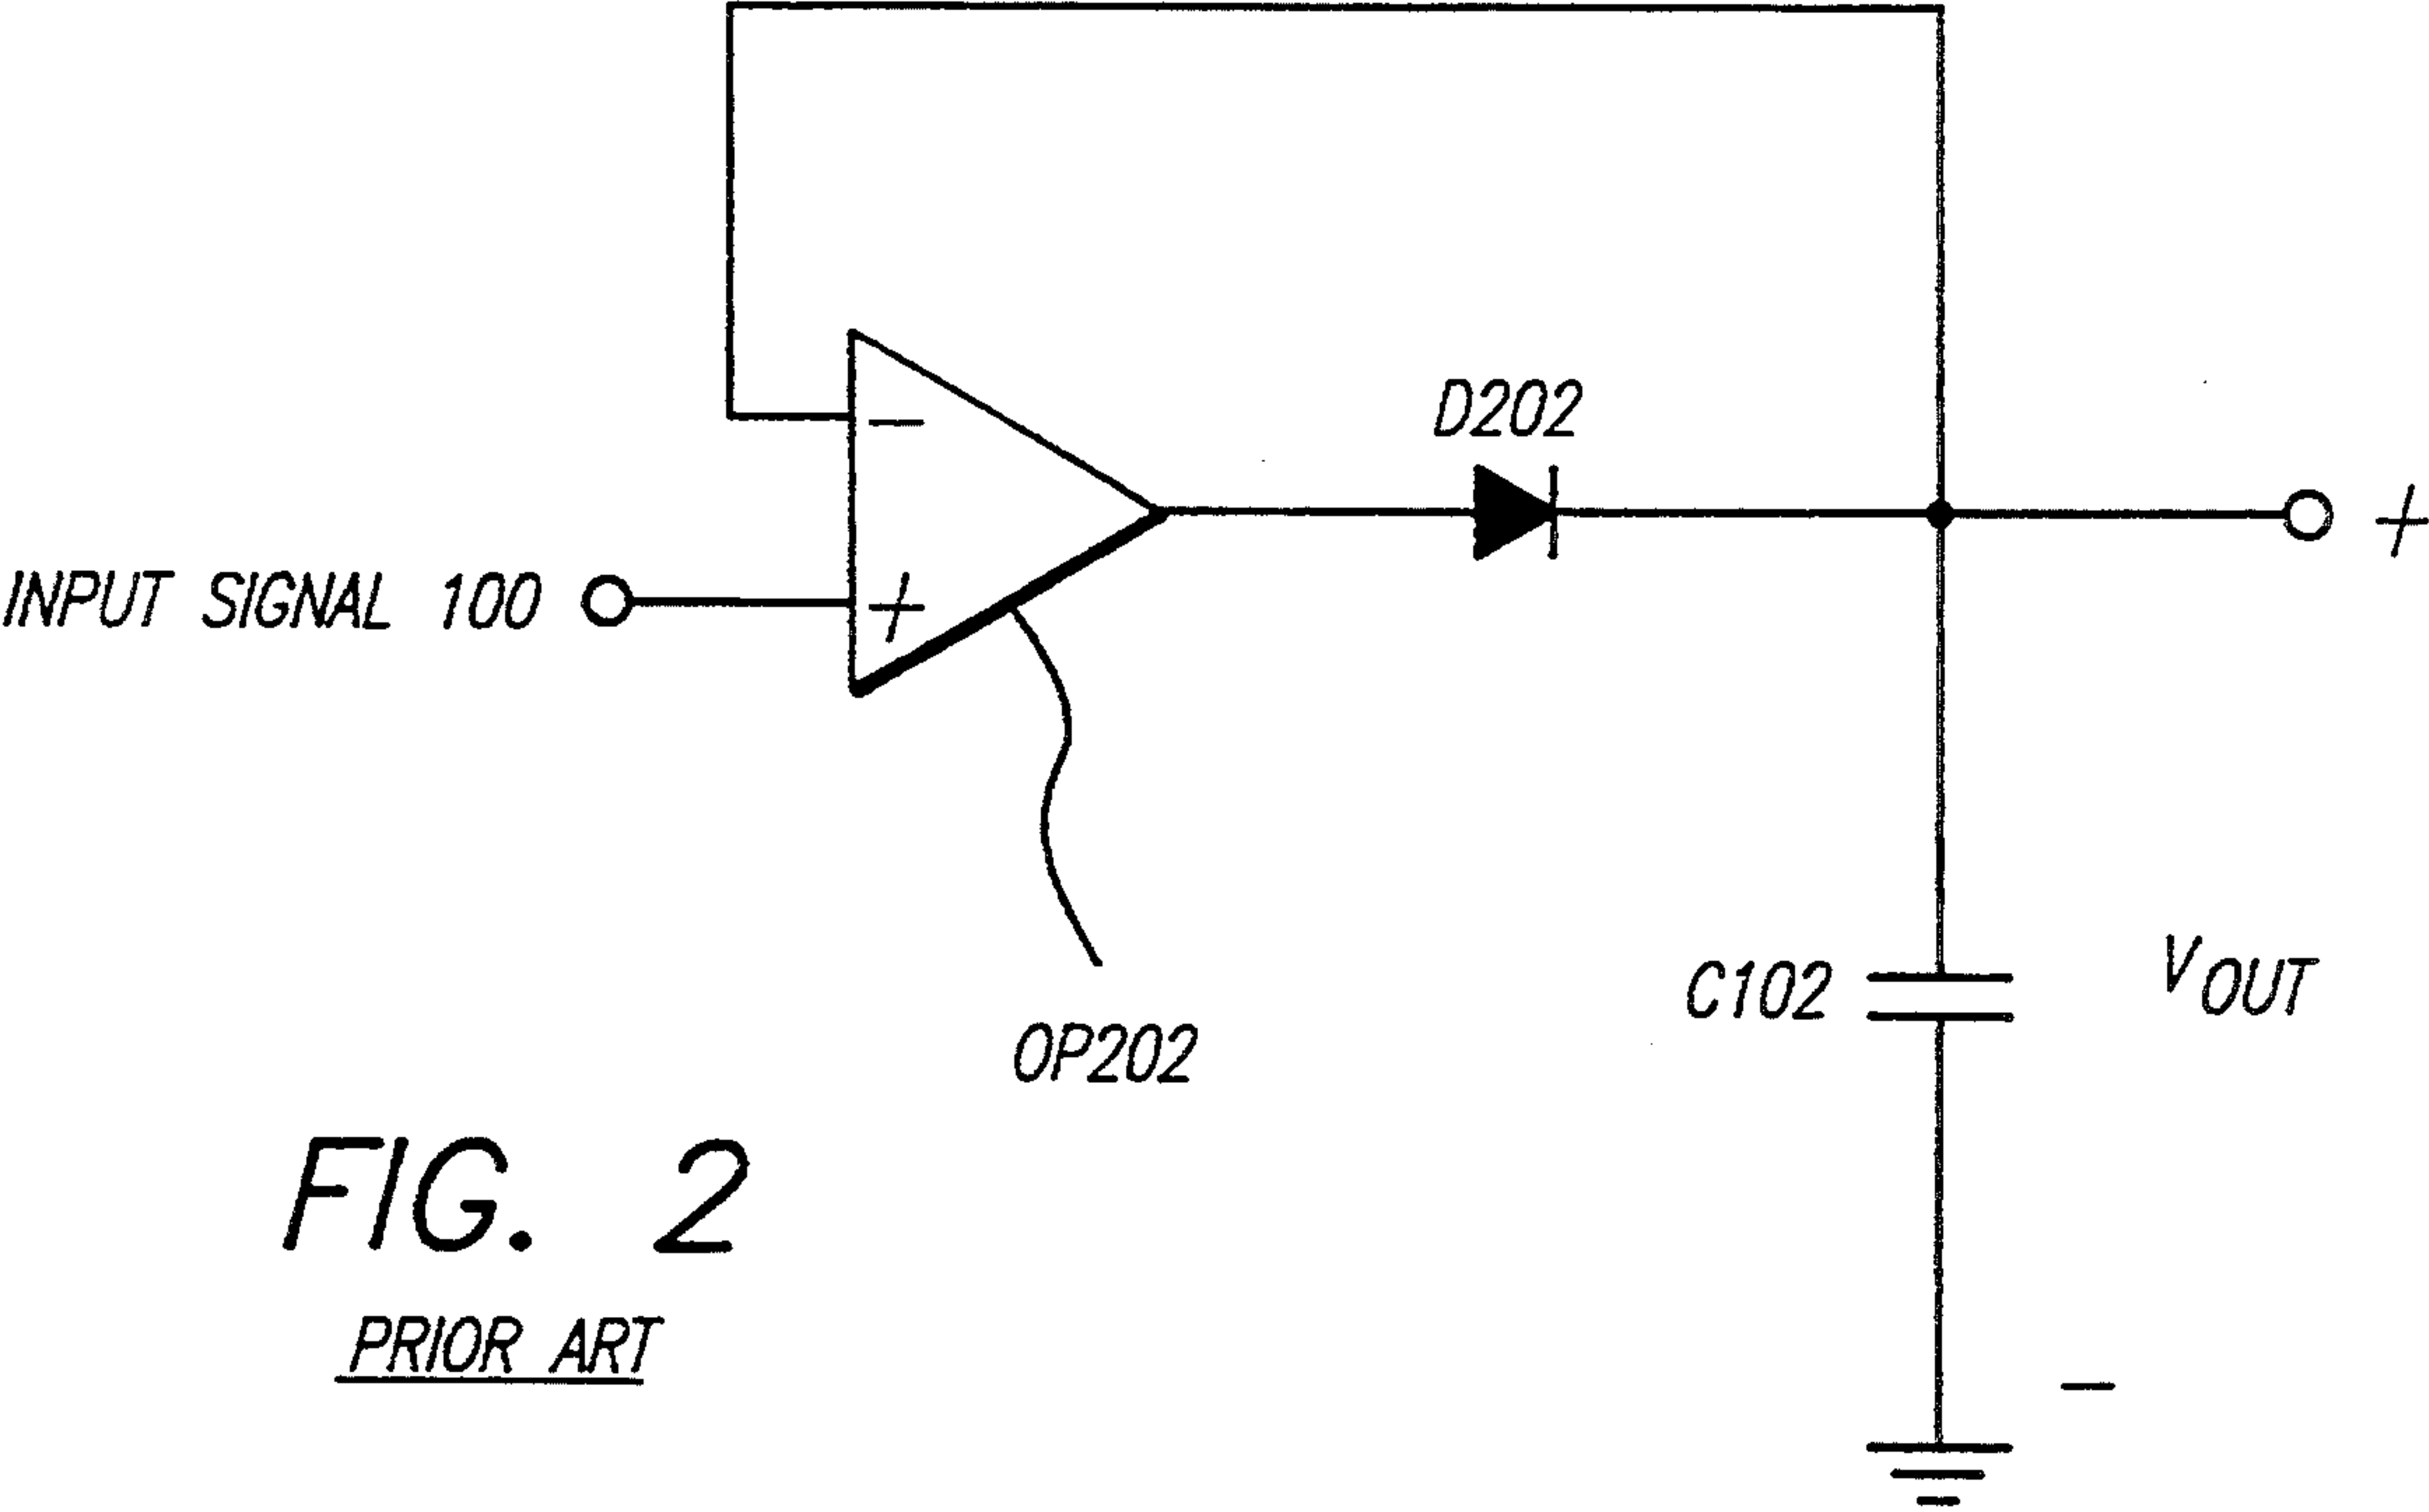 −
D202
+
INPUT SIGNAL 100
+
C102
VOUT
OP202
FIG. 2
PRIOR ART
−